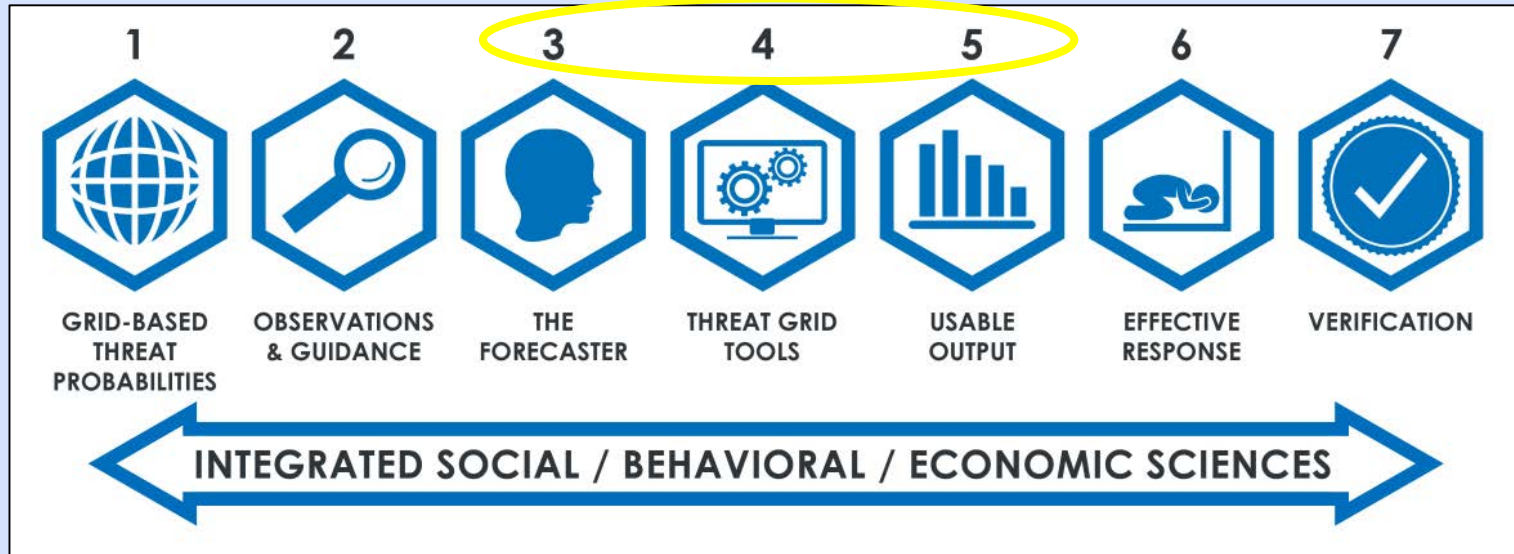 1 2 3 4 5 6 7
GRID-BASED
THREAT
PROBABILITIES
OBSERVATIONS
& GUIDANCE
THE
FORECASTER
THREAT GRID
TOOLS
USABLE
OUTPUT
EFFECTIVE
RESPONSE
VERIFICATION
INTEGRATED SOCIAL / BEHAVIORAL / ECONOMIC SCIENCES